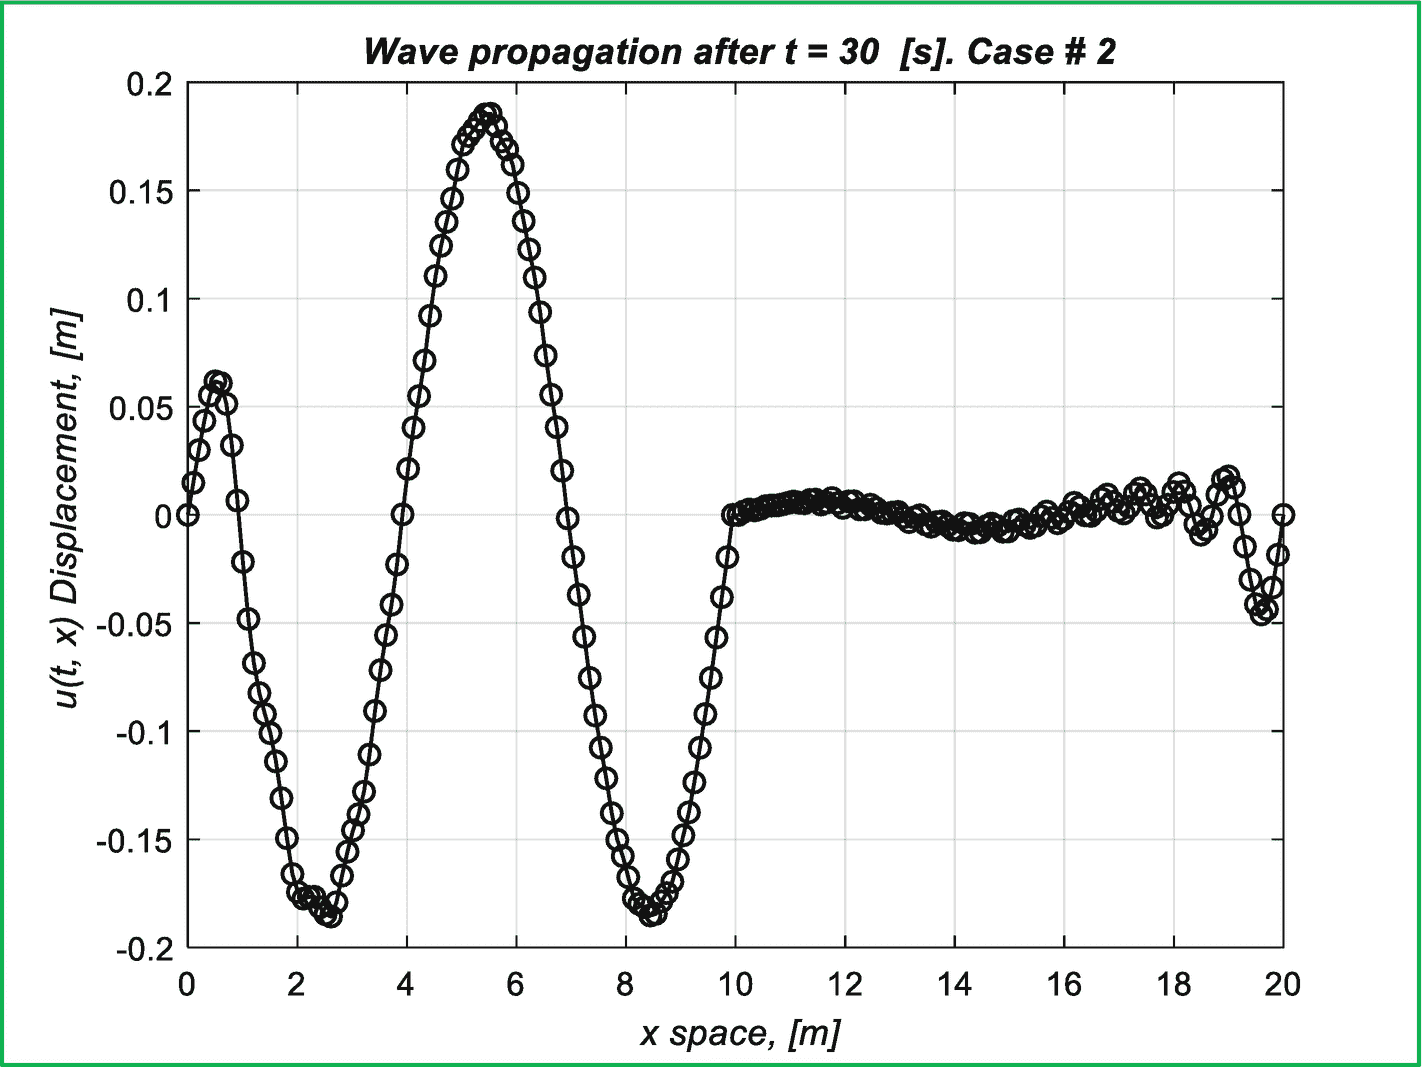 Wave propagation after t = 30 [s]. Case # 2
0.2
0.15
0.1
0.05
0
-0.05
-0.1
-0.15
-0.2
u(t, x) Displacement, [m]
0 2 4 6 8 10 12 14 16 18 20
x space, [m]